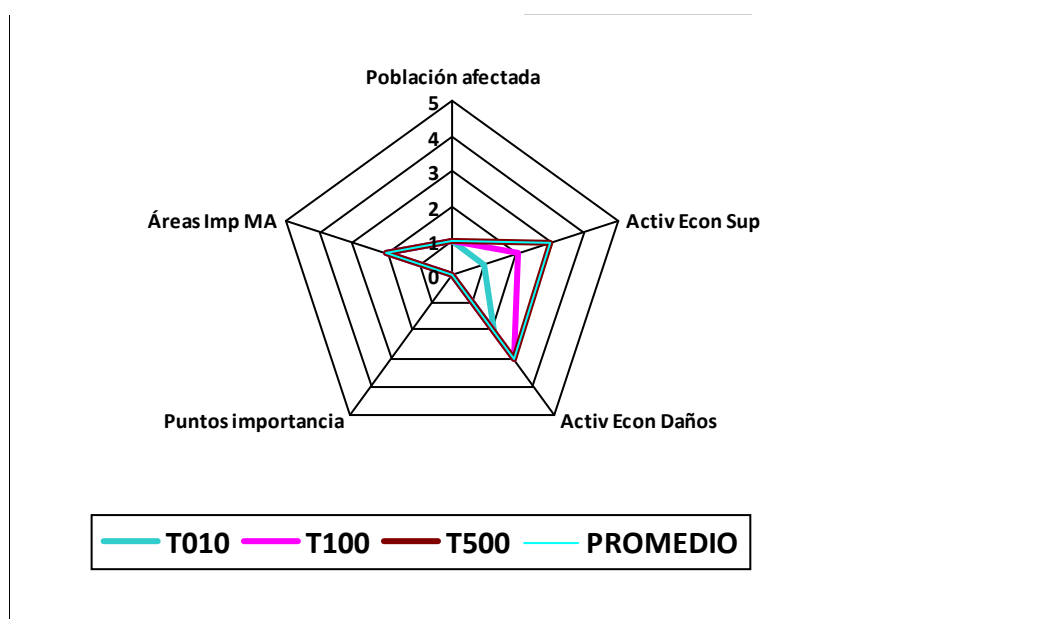 Población afectada
5
4
3
2
1
0
Áreas Imp MA
Activ Econ Sup
Puntos importancia
Activ Econ Daños
T010 T100 T500 PROMEDIO